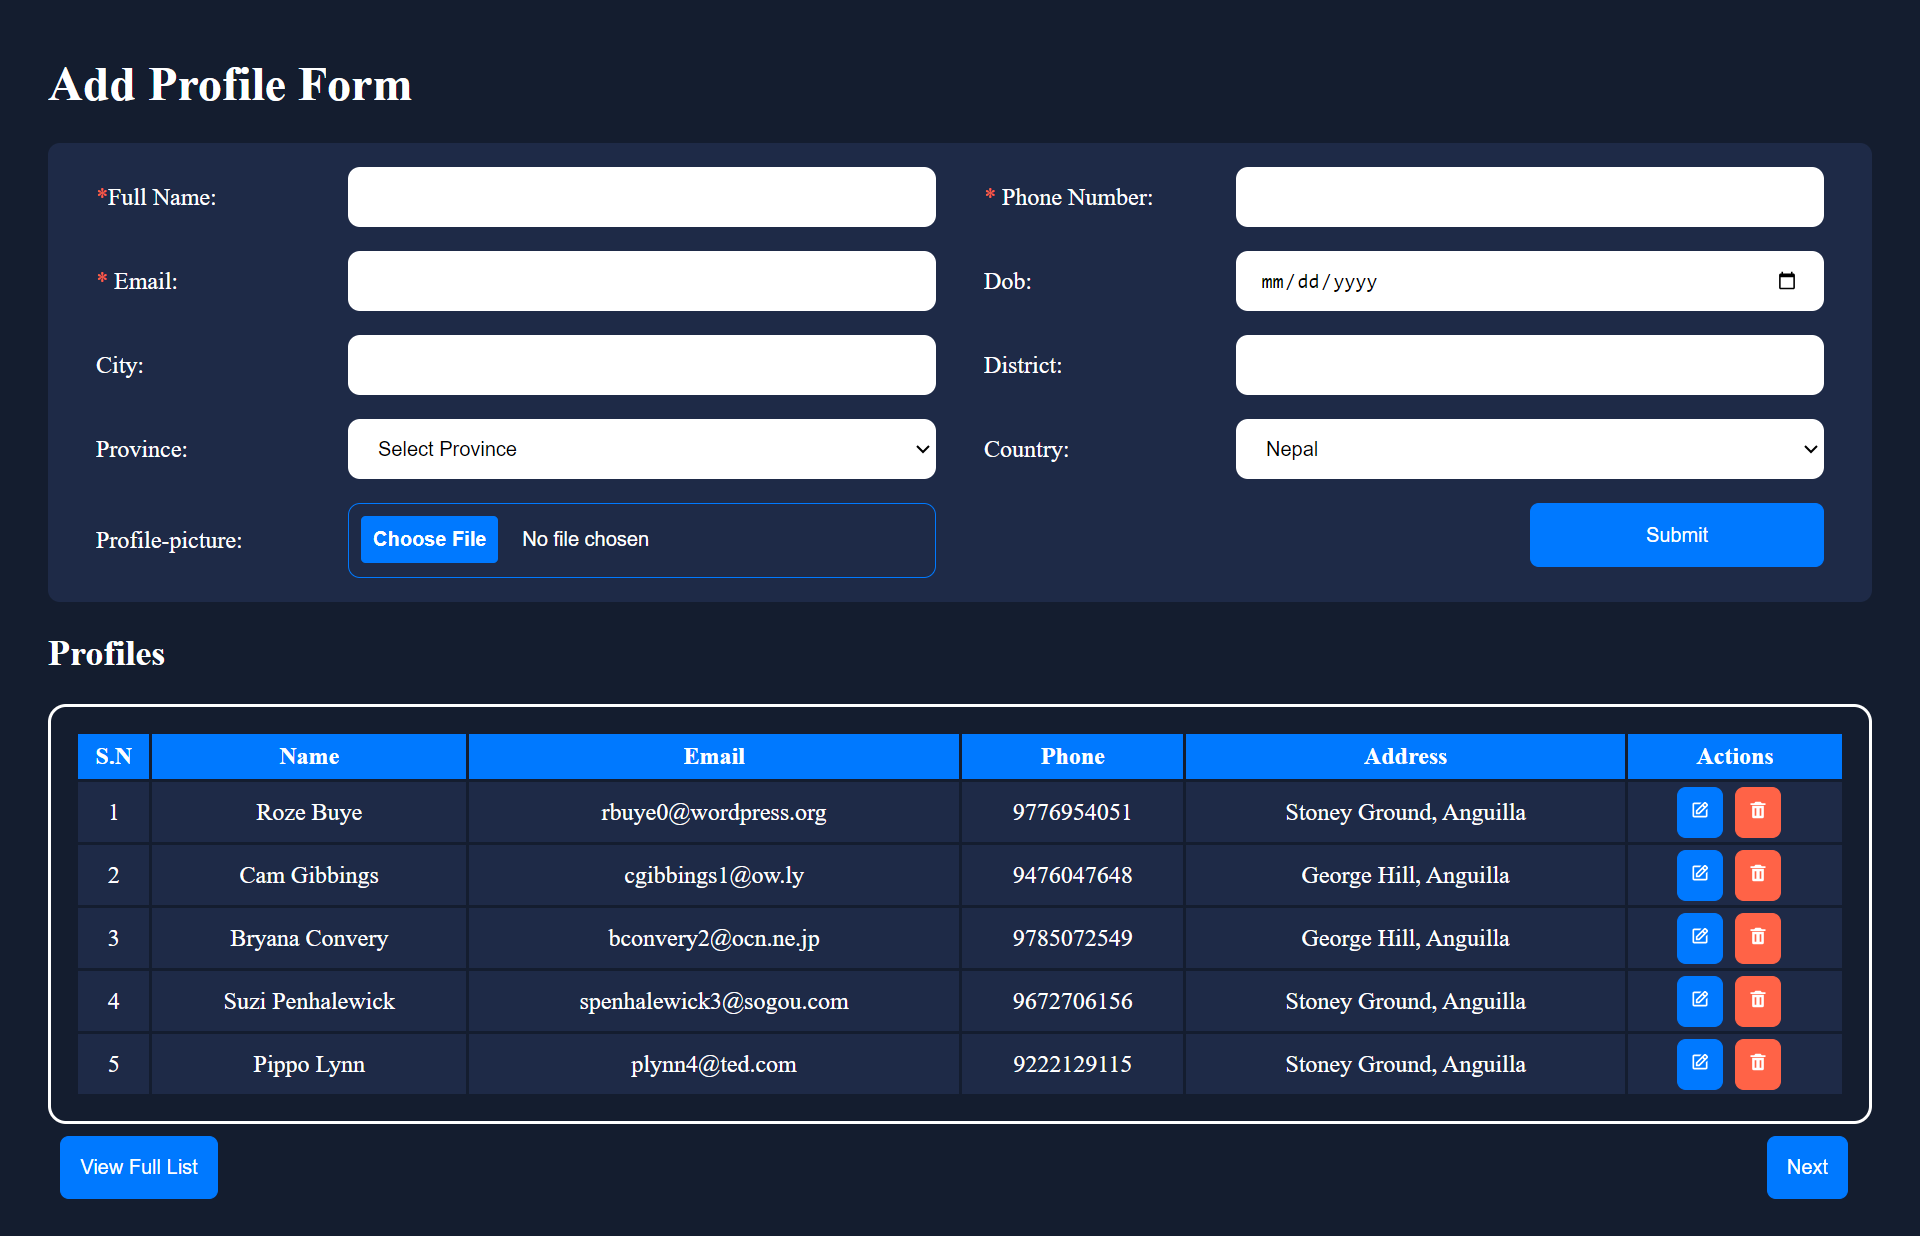 Add Profile Form
*Full Name:
* Phone Number:
* Email:
Dob: mm/dd/yyyy
City:
District:
Province: Select Province
Country: Nepal
Profile-picture: Choose File No file chosen
Submit
Profiles
S.N Name Email Phone Address Actions
1 Roze Buye rbuye0@wordpress.org 9776954051 Stoney Ground, Anguilla
2 Cam Gibbings cgibbings1@ow.ly 9476047648 George Hill, Anguilla
3 Bryana Convery bconvery2@ocn.ne.jp 9785072549 George Hill, Anguilla
4 Suzi Penhalewick spenhalewick3@sogou.com 9672706156 Stoney Ground, Anguilla
5 Pippo Lynn plynn4@ted.com 9222129115 Stoney Ground, Anguilla
View Full List
Next